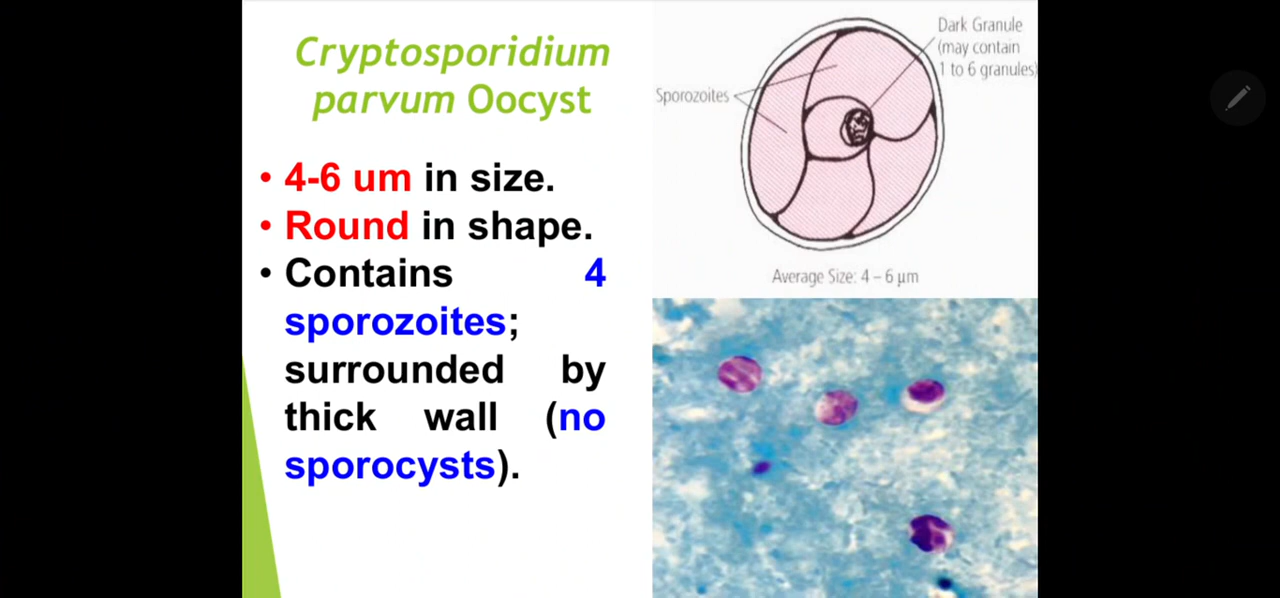 Cryptosporidium
parvum Oocyst
• 4-6 um in size.
• Round in shape.
• Contains 4
sporozoites;
surrounded by
thick wall (no
sporocysts).
Dark Granule
(may contain
1 to 6 granules)
Sporozoites
Average Size: 4 – 6 μm